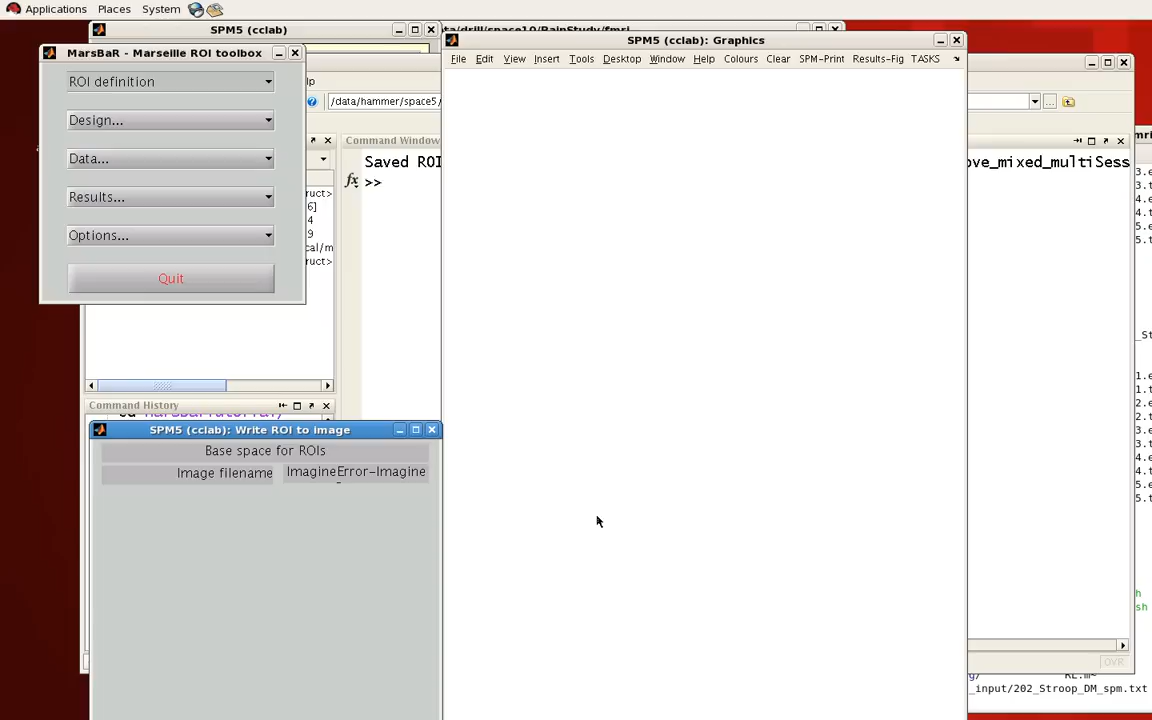 Applications Places System
SPM5 (cclab)
MarsBaR - Marseille ROI toolbox
SPM5 (cclab): Graphics
File Edit View Insert Tools Desktop Window Help Colours Clear SPM-Print Results-Fig TASKS
ROI definition
/data/hammer/space5/
Design...
Command Window
Saved ROI
ove_mixed_multiSess
Data...
fx >>
Results...
Options...
Quit
Command History
SPM5 (cclab): Write ROI to image
Base space for ROIs
Image filename ImagineError-Imagine
OVR
_input/202_Stroop_DM_spm.txt